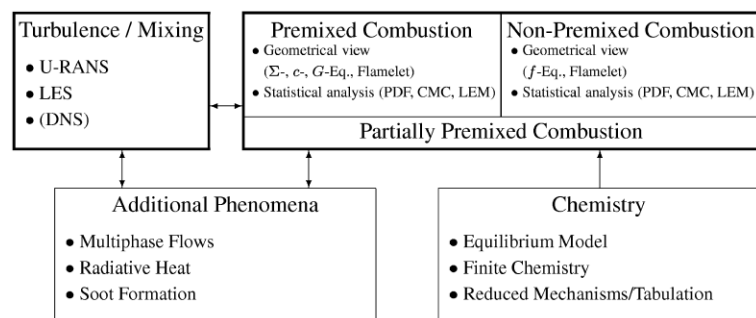 Turbulence / Mixing
• U-RANS
• LES
• (DNS)
Premixed Combustion
• Geometrical view
(Σ-, c-, G-Eq., Flamelet)
• Statistical analysis (PDF, CMC, LEM)
Non-Premixed Combustion
• Geometrical view
(f-Eq., Flamelet)
• Statistical analysis (PDF, CMC, LEM)
Partially Premixed Combustion
Additional Phenomena
• Multiphase Flows
• Radiative Heat
• Soot Formation
Chemistry
• Equilibrium Model
• Finite Chemistry
• Reduced Mechanisms/Tabulation